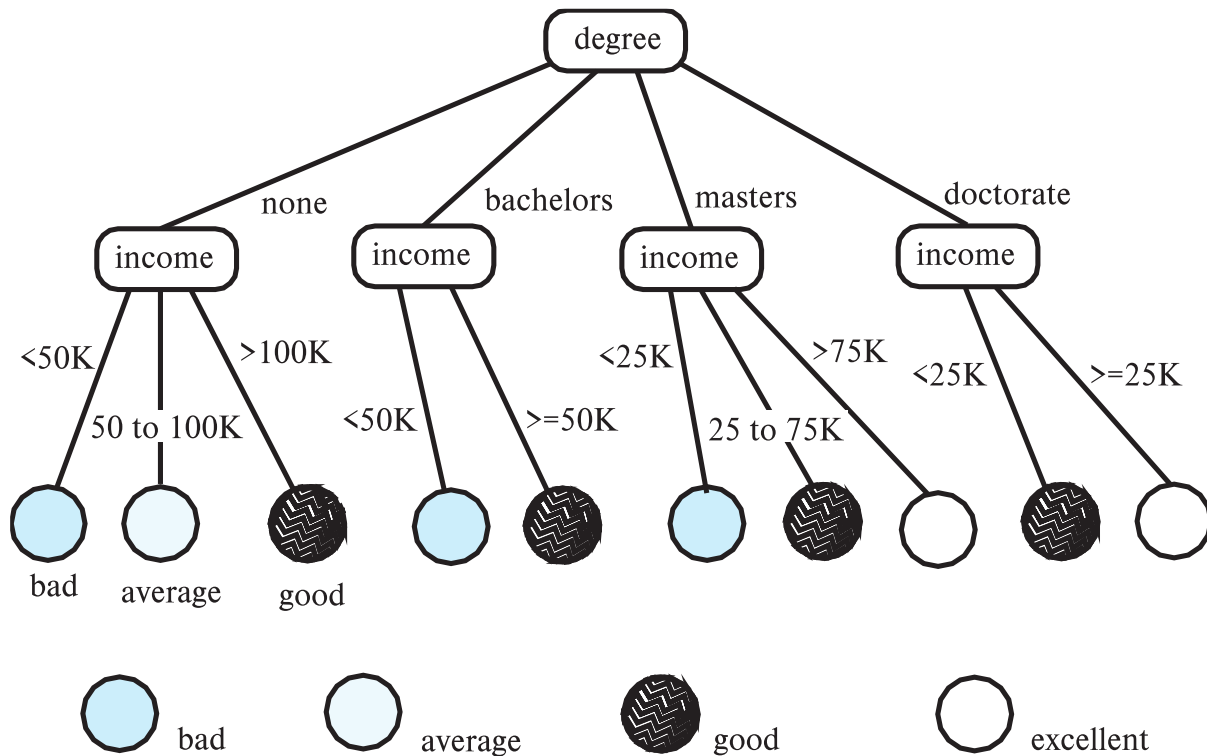 degree
none
bachelors
masters
doctorate
income
income
income
income
<50K
>100K
<25K
>75K
<25K
>=25K
50 to 100K
<50K
>=50K
25 to 75K
bad
average
good
bad
average
good
excellent